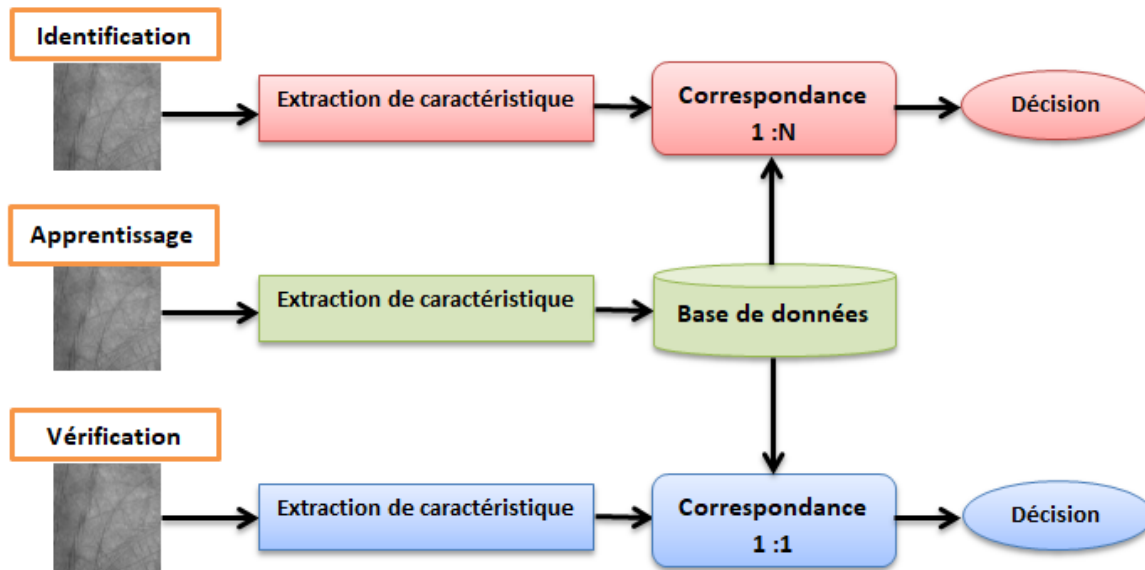 Identification
Extraction de caractéristique
Correspondance
1 :N
Décision
Apprentissage
Extraction de caractéristique
Base de données
Vérification
Extraction de caractéristique
Correspondance
1 :1
Décision